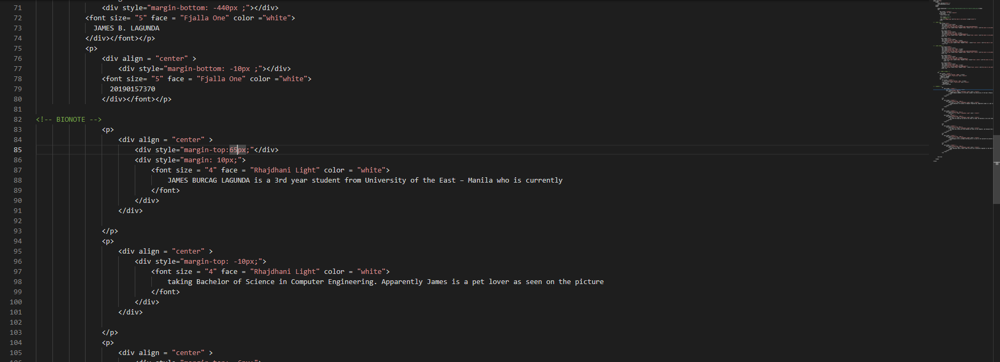 71 <div style="margin-bottom: -440px ;"></div>
72 <font size= "5" face = "Fjalla One" color ="white">
73 JAMES B. LAGUNDA
74 </div></font></p>
75 <p>
76 <div align = "center" >
77 <div style="margin-bottom: -10px ;"></div>
78 <font size= "5" face = "Fjalla One" color ="white">
79 20190157370
80 </div></font></p>
81
82 <!-- BIONOTE -->
83 <p>
84 <div align = "center" >
85 <div style="margin-top:65px;"</div>
86 <div style="margin: 10px;">
87 <font size = "4" face = "Rhajdhani Light" color = "white">
88 JAMES BURCAG LAGUNDA is a 3rd year student from University of the East – Manila who is currently
89 </font>
90 </div>
91 </div>
92
93 </p>
94 <p>
95 <div align = "center" >
96 <div style="margin-top: -10px;">
97 <font size = "4" face = "Rhajdhani Light" color = "white">
98 taking Bachelor of Science in Computer Engineering. Apparently James is a pet lover as seen on the picture
99 </font>
100 </div>
101 </div>
102
103 </p>
104 <p>
105 <div align = "center" >